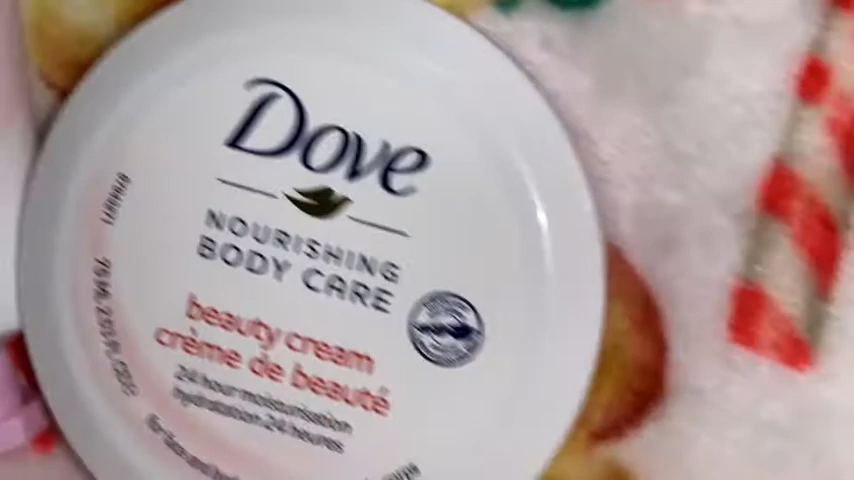 Dove
NOURISHING
BODY CARE
beauty cream
crème de beauté
24 hour moisturisation
hydratation 24 heures